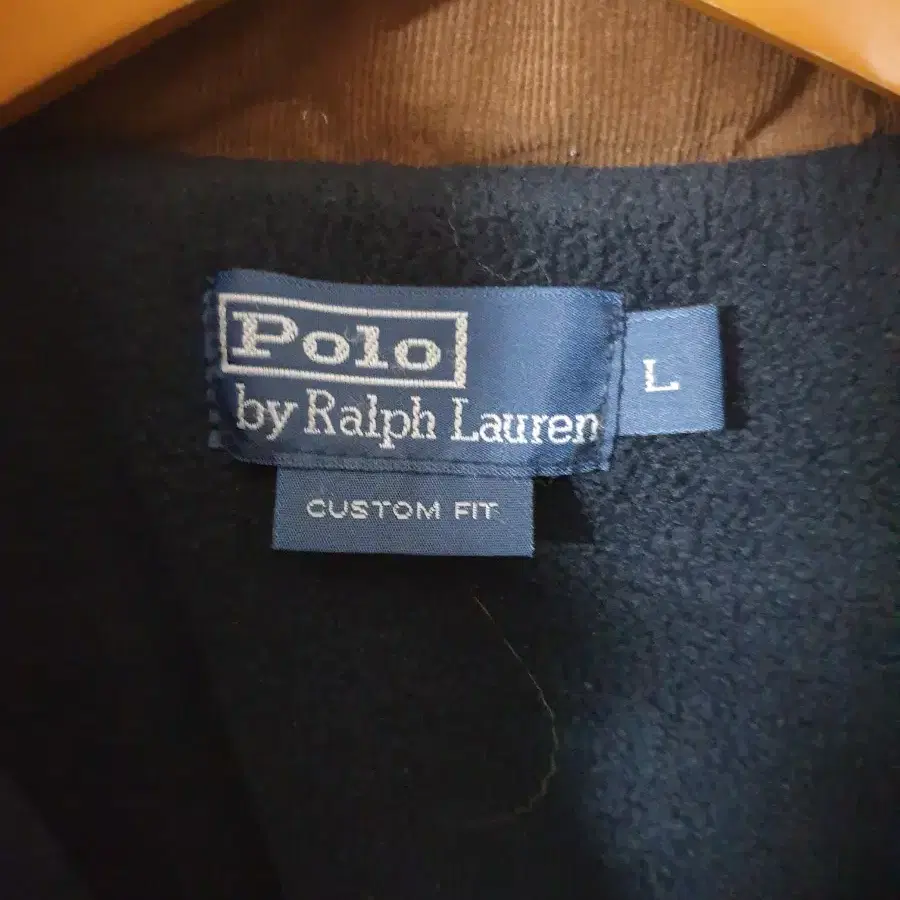 Polo
by Ralph Lauren
L
CUSTOM FIT